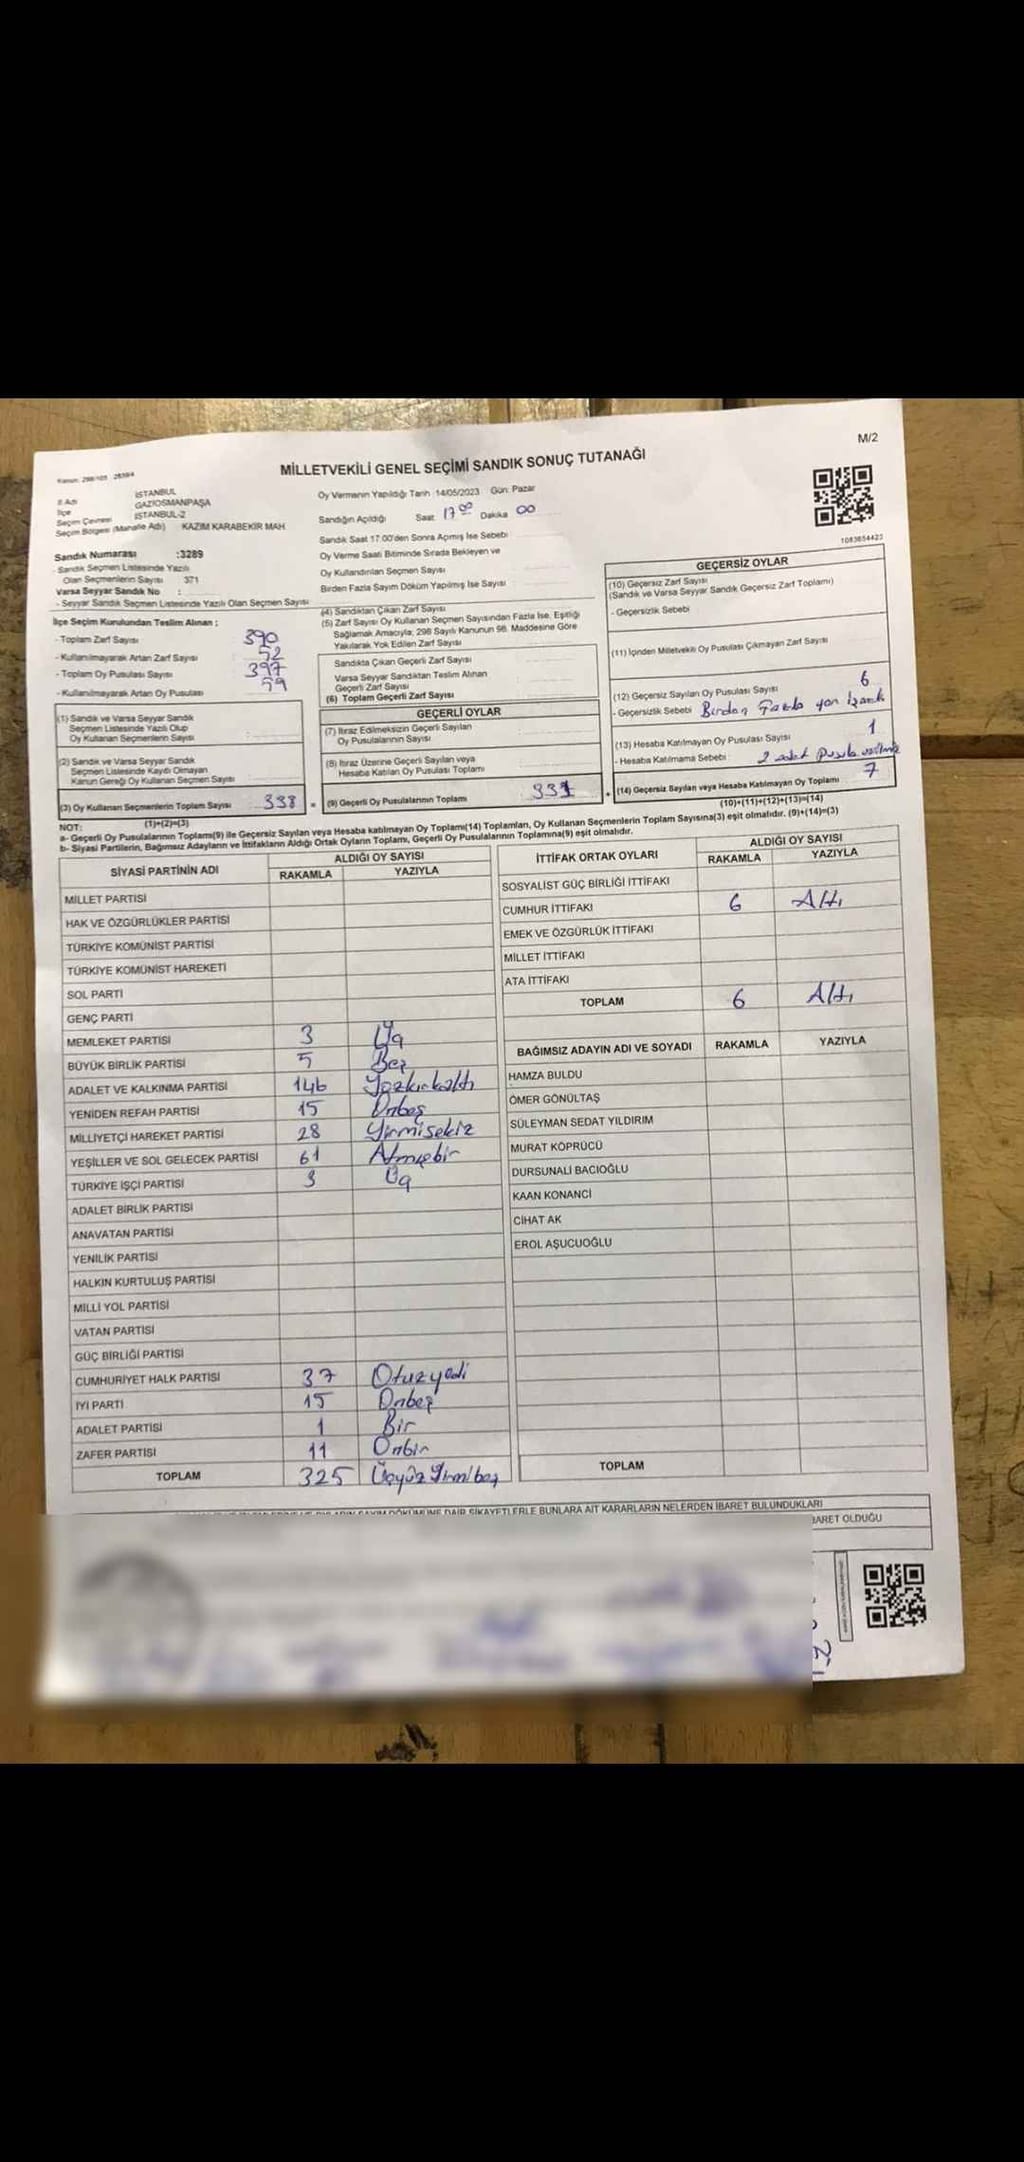 M/2
Kanun: 298/105 - 2839/4
MİLLETVEKİLİ GENEL SEÇİMİ SANDIK SONUÇ TUTANAĞI
İl Adı İSTANBUL
İlçe GAZİOSMANPAŞA
Seçim Çevresi İSTANBUL-2
Seçim Bölgesi (Mahalle Adı) KAZIM KARABEKİR MAH.
Sandık Numarası :3289
- Sandık Seçmen Listesinde Yazılı
Olan Seçmenlerin Sayısı 371
Varsa Seyyar Sandık No :
- Seyyar Sandık Seçmen Listesinde Yazılı Olan Seçmen Sayısı
Oy Vermenin Yapıldığı Tarih :14/05/2023 Gün: Pazar
Sandığın Açıldığı Saat 17 00 Dakika 00
Sandık Saat 17:00'den Sonra Açılmış İse Sebebi
Oy Verme Saati Bitiminde Sırada Bekleyen ve
Oy Kullandırılan Seçmen Sayısı
Birden Fazla Sayım Döküm Yapılmış İse Sayısı
1083654423
İlçe Seçim Kurulundan Teslim Alınan :
- Toplam Zarf Sayısı 390
- Kullanılmayarak Artan Zarf Sayısı 52
- Toplam Oy Pusulası Sayısı 397
- Kullanılmayarak Artan Oy Pusulası 59
(1) Sandık ve Varsa Seyyar Sandık
Seçmen Listesinde Yazılı Olup
Oy Kullanan Seçmenlerin Sayısı :
(2) Sandık ve Varsa Seyyar Sandık
Seçmen Listesinde Kayıtlı Olmayan
Kanun Gereği Oy Kullanan Seçmen Sayısı
(3) Oy Kullanan Seçmenlerin Toplam Sayısı 338 =
(1)+(2)=(3)
(4) Sandıktan Çıkan Zarf Sayısı
(5) Zarf Sayısı Oy Kullanan Seçmen Sayısından Fazla İse, Eşitliği
Sağlamak Amacıyla, 298 Sayılı Kanunun 98. Maddesine Göre
Yakılarak Yok Edilen Zarf Sayısı
Sandıkta Çıkan Geçerli Zarf Sayısı
Varsa Seyyar Sandıktan Teslim Alınan
Geçerli Zarf Sayısı
(6) Toplam Geçerli Zarf Sayısı
GEÇERLİ OYLAR
(7) İtiraz Edilmeksizin Geçerli Sayılan
Oy Pusulalarının Sayısı
(8) İtiraz Üzerine Geçerli Sayılan veya
Hesaba Katılan Oy Pusulası Toplamı
(9) Geçerli Oy Pusulalarının Toplamı 331 +
GEÇERSİZ OYLAR
(10) Geçersiz Zarf Sayısı
(Sandık ve Varsa Seyyar Sandık Geçersiz Zarf Toplamı)
- Geçersizlik Sebebi
(11) İçinden Milletvekili Oy Pusulası Çıkmayan Zarf Sayısı
(12) Geçersiz Sayılan Oy Pusulası Sayısı 6
- Geçersizlik Sebebi Birden Fazla
(13) Hesaba Katılmayan Oy Pusulası Sayısı 1
- Hesaba Katılmama Sebebi 2 adet pusula
(14) Geçersiz Sayılan veya Hesaba Katılmayan Oy Toplamı 7
(10)+(11)+(12)+(13)=(14)
NOT:
a- Geçerli Oy Pusulalarının Toplamı(9) ile Geçersiz Sayılan veya Hesaba katılmayan Oy Toplamı(14) Toplamları, Oy Kullanan Seçmenlerin Toplam Sayısına(3) eşit olmalıdır. (9)+(14)=(3)
b- Siyasi Partilerin, Bağımsız Adayların ve İttifakların Aldığı Ortak Oyların Toplamı, Geçerli Oy Pusulalarının Toplamına(9) eşit olmalıdır.
SİYASİ PARTİNİN ADI ALDIĞI OY SAYISI
RAKAMLA YAZIYLA
MİLLET PARTİSİ
HAK VE ÖZGÜRLÜKLER PARTİSİ
TÜRKİYE KOMÜNİST PARTİSİ
TÜRKİYE KOMÜNİST HAREKETİ
SOL PARTİ
GENÇ PARTİ
MEMLEKET PARTİSİ 3 Üç
BÜYÜK BİRLİK PARTİSİ 5 Beş
ADALET VE KALKINMA PARTİSİ 146 Yüzkırkaltı
YENİDEN REFAH PARTİSİ 15 Onbeş
MİLLİYETÇİ HAREKET PARTİSİ 28 Yirmisekiz
YEŞİLLER VE SOL GELECEK PARTİSİ 61 Atmışbir
TÜRKİYE İŞÇİ PARTİSİ 3 Üç
ADALET BİRLİK PARTİSİ
ANAVATAN PARTİSİ
YENİLİK PARTİSİ
HALKIN KURTULUŞ PARTİSİ
MİLLİ YOL PARTİSİ
VATAN PARTİSİ
GÜÇ BİRLİĞİ PARTİSİ
CUMHURİYET HALK PARTİSİ 37 Otuzyedi
İYİ PARTİ 15 Onbeş
ADALET PARTİSİ 1 Bir
ZAFER PARTİSİ 11 Onbir
TOPLAM 325 Üçyüz Yirmibeş
İTTİFAK ORTAK OYLARI ALDIĞI OY SAYISI
RAKAMLA YAZIYLA
SOSYALİST GÜÇ BİRLİĞİ İTTİFAKI
CUMHUR İTTİFAKI 6 Altı
EMEK VE ÖZGÜRLÜK İTTİFAKI
MİLLET İTTİFAKI
ATA İTTİFAKI
TOPLAM 6 Altı
BAĞIMSIZ ADAYIN ADI VE SOYADI RAKAMLA YAZIYLA
HAMZA BULDU
ÖMER GÖNÜLTAŞ
SÜLEYMAN SEDAT YILDIRIM
MURAT KÖPRÜCÜ
DURSUNALİ BACIOĞLU
KAAN KONANCİ
CİHAT AK
EROL AŞUCUOĞLU
TOPLAM
SAYIM DÖKÜMÜNE DAİR ŞİKAYETLERLE BUNLARA AİT KARARLARIN NELERDEN İBARET BULUNDUKLARI
İBARET OLDUĞU